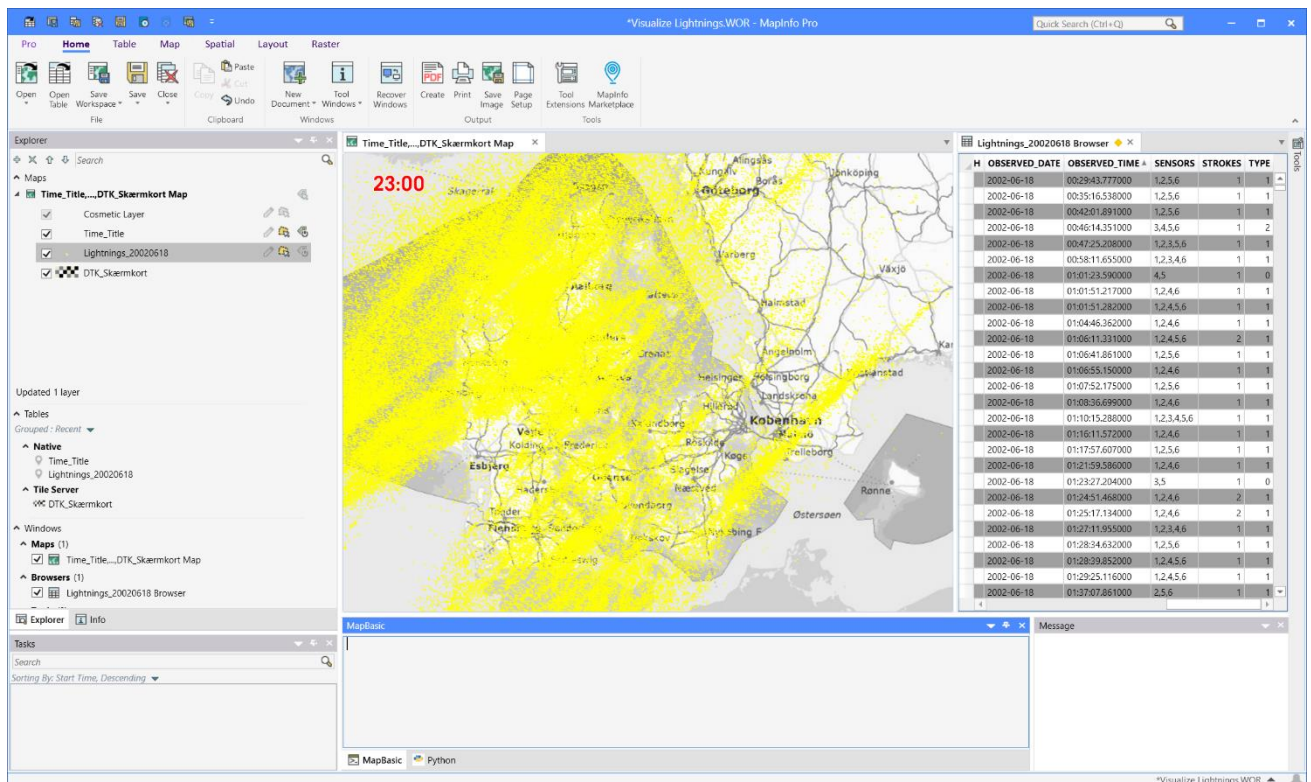 *Visualize Lightnings.WOR - MapInfo Pro
Quick Search (Ctrl+Q)
Pro Home Table Map Spatial Layout Raster
Open
Open Table
Save Workspace
Save
Close
Copy
Paste
Cut
Undo
New Document
Tool Windows
Recover Windows
Create
Print
Save Image
Page Setup
Tool Extensions
MapInfo Marketplace
File Clipboard Windows Output Tools
Explorer
Search
Maps
Time_Title,...,DTK_Skærmkort Map
Cosmetic Layer
Time_Title
Lightnings_20020618
DTK_Skærmkort
Updated 1 layer
Tables
Grouped : Recent
Native
Time_Title
Lightnings_20020618
Tile Server
DTK_Skærmkort
Windows
Maps (1)
Time_Title,...,DTK_Skærmkort Map
Browsers (1)
Lightnings_20020618 Browser
Explorer Info
Tasks
Search
Sorting By: Start Time, Descending
Time_Title,...,DTK_Skærmkort Map
23:00
Alingsås
Jönköping
Borås
Göteborg
Varberg
Växjö
Halmstad
Ängelholm
Helsingborg
Landskrona
København
Trelleborg
Roskilde
Køge
Slagelse
Næstved
Vejle
Kolding
Esbjerg
Rønne
Østersøen
Lightnings_20020618 Browser
Tools
H OBSERVED_DATE OBSERVED_TIME SENSORS STROKES TYPE
2002-06-18 00:29:43.777000 1,2,5,6 1 1
2002-06-18 00:35:16.538000 1,2,5,6 1 1
2002-06-18 00:42:01.891000 1,2,5,6 1 1
2002-06-18 00:46:14.351000 3,4,5,6 1 2
2002-06-18 00:47:25.208000 1,2,3,5,6 1 1
2002-06-18 00:58:11.655000 1,2,3,4,6 1 1
2002-06-18 01:01:23.590000 4,5 1 0
2002-06-18 01:01:51.217000 1,2,4,6 1 1
2002-06-18 01:01:51.282000 1,2,4,5,6 1 1
2002-06-18 01:04:46.362000 1,2,4,6 1 1
2002-06-18 01:06:11.331000 1,2,4,5,6 2 1
2002-06-18 01:06:41.861000 1,2,5,6 1 1
2002-06-18 01:06:55.150000 1,2,4,6 1 1
2002-06-18 01:07:52.175000 1,2,5,6 1 1
2002-06-18 01:08:36.699000 1,2,4,6 1 1
2002-06-18 01:10:15.288000 1,2,3,4,5,6 1 1
2002-06-18 01:16:11.572000 1,2,4,6 1 1
2002-06-18 01:17:57.607000 1,2,5,6 1 1
2002-06-18 01:21:59.586000 1,2,4,6 1 1
2002-06-18 01:23:27.204000 3,5 1 0
2002-06-18 01:24:51.468000 1,2,4,6 2 1
2002-06-18 01:25:17.134000 1,2,4,6 2 1
2002-06-18 01:27:11.955000 1,2,3,4,6 1 1
2002-06-18 01:28:34.632000 1,2,5,6 1 1
2002-06-18 01:28:39.852000 1,2,4,5,6 1 1
2002-06-18 01:29:25.116000 1,2,4,5,6 1 1
2002-06-18 01:37:07.861000 2,5,6 1 1
MapBasic
MapBasic Python
Message
*Visualize Lightnings.WOR